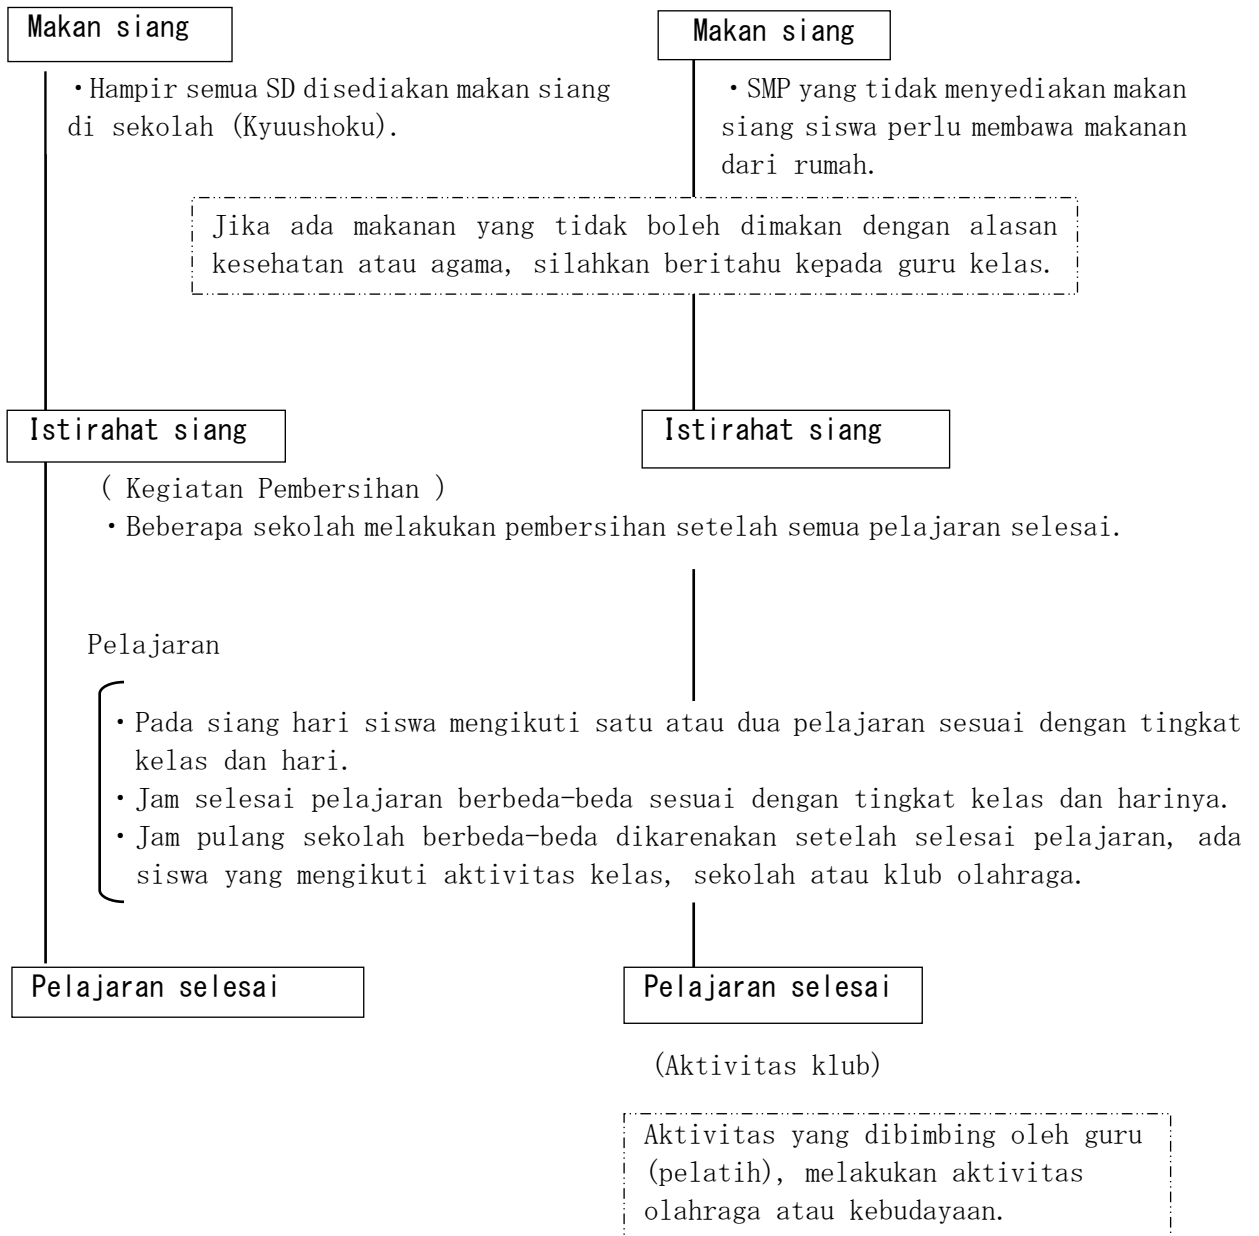 Makan siang
Makan siang
・Hampir semua SD disediakan makan siang
di sekolah (Kyuushoku).
・SMP yang tidak menyediakan makan
siang siswa perlu membawa makanan
dari rumah.
Jika ada makanan yang tidak boleh dimakan dengan alasan
kesehatan atau agama, silahkan beritahu kepada guru kelas.
Istirahat siang
Istirahat siang
( Kegiatan Pembersihan )
・Beberapa sekolah melakukan pembersihan setelah semua pelajaran selesai.
Pelajaran
・Pada siang hari siswa mengikuti satu atau dua pelajaran sesuai dengan tingkat
kelas dan hari.
・Jam selesai pelajaran berbeda-beda sesuai dengan tingkat kelas dan harinya.
・Jam pulang sekolah berbeda-beda dikarenakan setelah selesai pelajaran, ada
siswa yang mengikuti aktivitas kelas, sekolah atau klub olahraga.
Pelajaran selesai
Pelajaran selesai
(Aktivitas klub)
Aktivitas yang dibimbing oleh guru
(pelatih), melakukan aktivitas
olahraga atau kebudayaan.